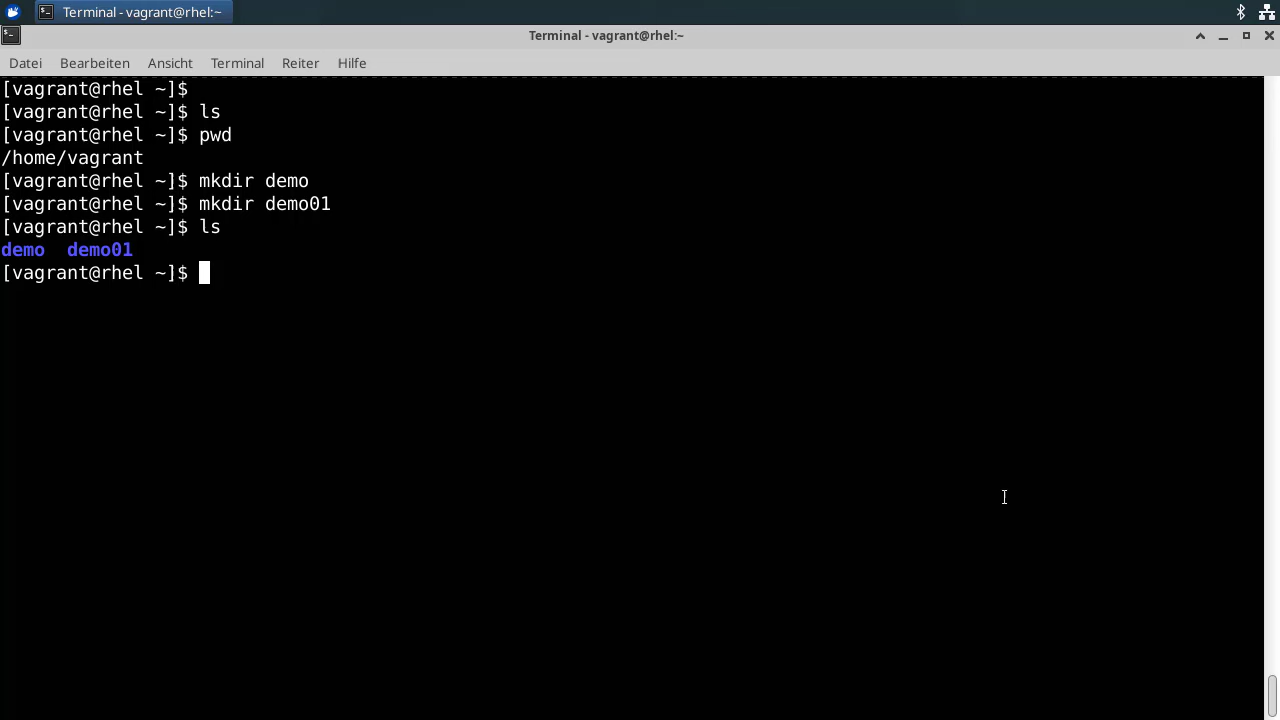 Terminal - vagrant@rhel:~
Terminal - vagrant@rhel:~
Datei Bearbeiten Ansicht Terminal Reiter Hilfe
[vagrant@rhel ~]$
[vagrant@rhel ~]$ ls
[vagrant@rhel ~]$ pwd
/home/vagrant
[vagrant@rhel ~]$ mkdir demo
[vagrant@rhel ~]$ mkdir demo01
[vagrant@rhel ~]$ ls
demo  demo01
[vagrant@rhel ~]$